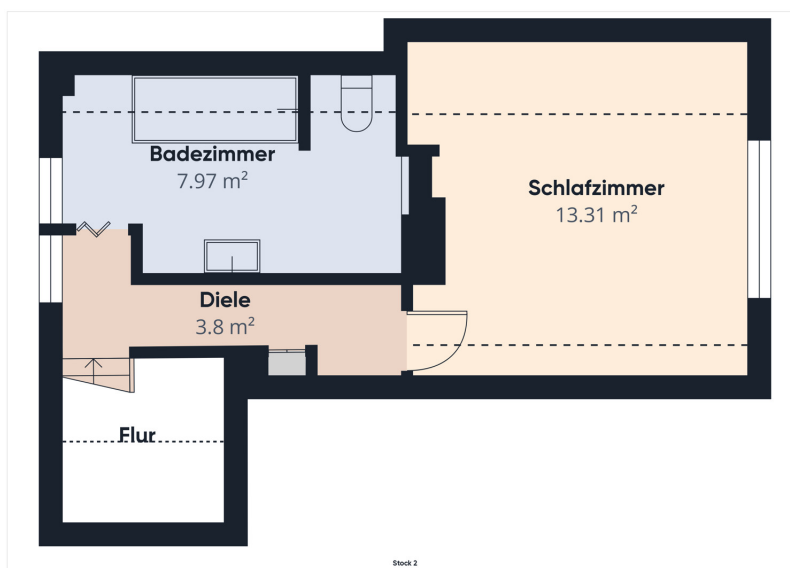 Badezimmer
7.97 m²
Schlafzimmer
13.31 m²
Diele
3.8 m²
Flur
Stock 2